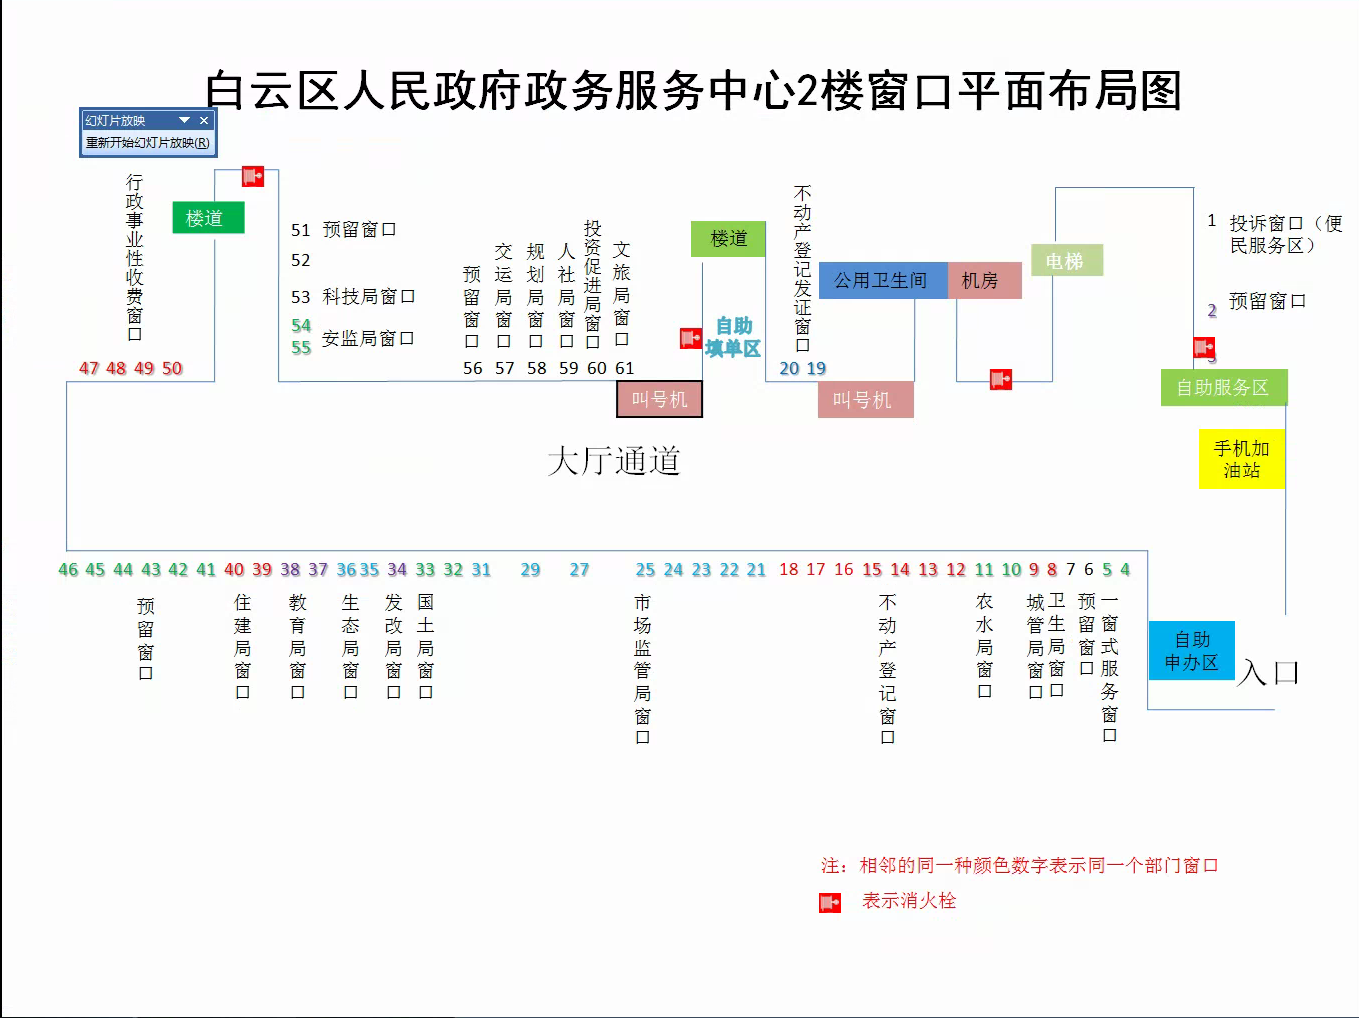 白云区人民政府政务服务中心2楼窗口平面布局图
幻灯片放映
重新开始幻灯片放映(R)
行政事业性收费窗口
楼道
51 预留窗口
52
53 科技局窗口
54
55 安监局窗口
47 48 49 50
预留窗口
交运局窗口
规划局窗口
人社局窗口
投资促进局窗口
文旅局窗口
56 57 58 59 60 61
叫号机
楼道
自助
填单区
不动产登记发证窗口
20 19
叫号机
公用卫生间
机房
电梯
1 投诉窗口（便
民服务区）
2 预留窗口
自助服务区
手机加
油站
大厅通道
46 45 44 43 42 41 40 39 38 37 36 35 34 33 32 31 29 27 25 24 23 22 21 18 17 16 15 14 13 12 11 10 9 8 7 6 5 4
预留窗口
住建局窗口
教育局窗口
生态局窗口
发改局窗口
国土局窗口
市场监管局窗口
不动产登记窗口
农水局窗口
城管局窗口
卫生局窗口
预留窗口
一窗式服务窗口
自助
申办区
入口
注：相邻的同一种颜色数字表示同一个部门窗口
表示消火栓